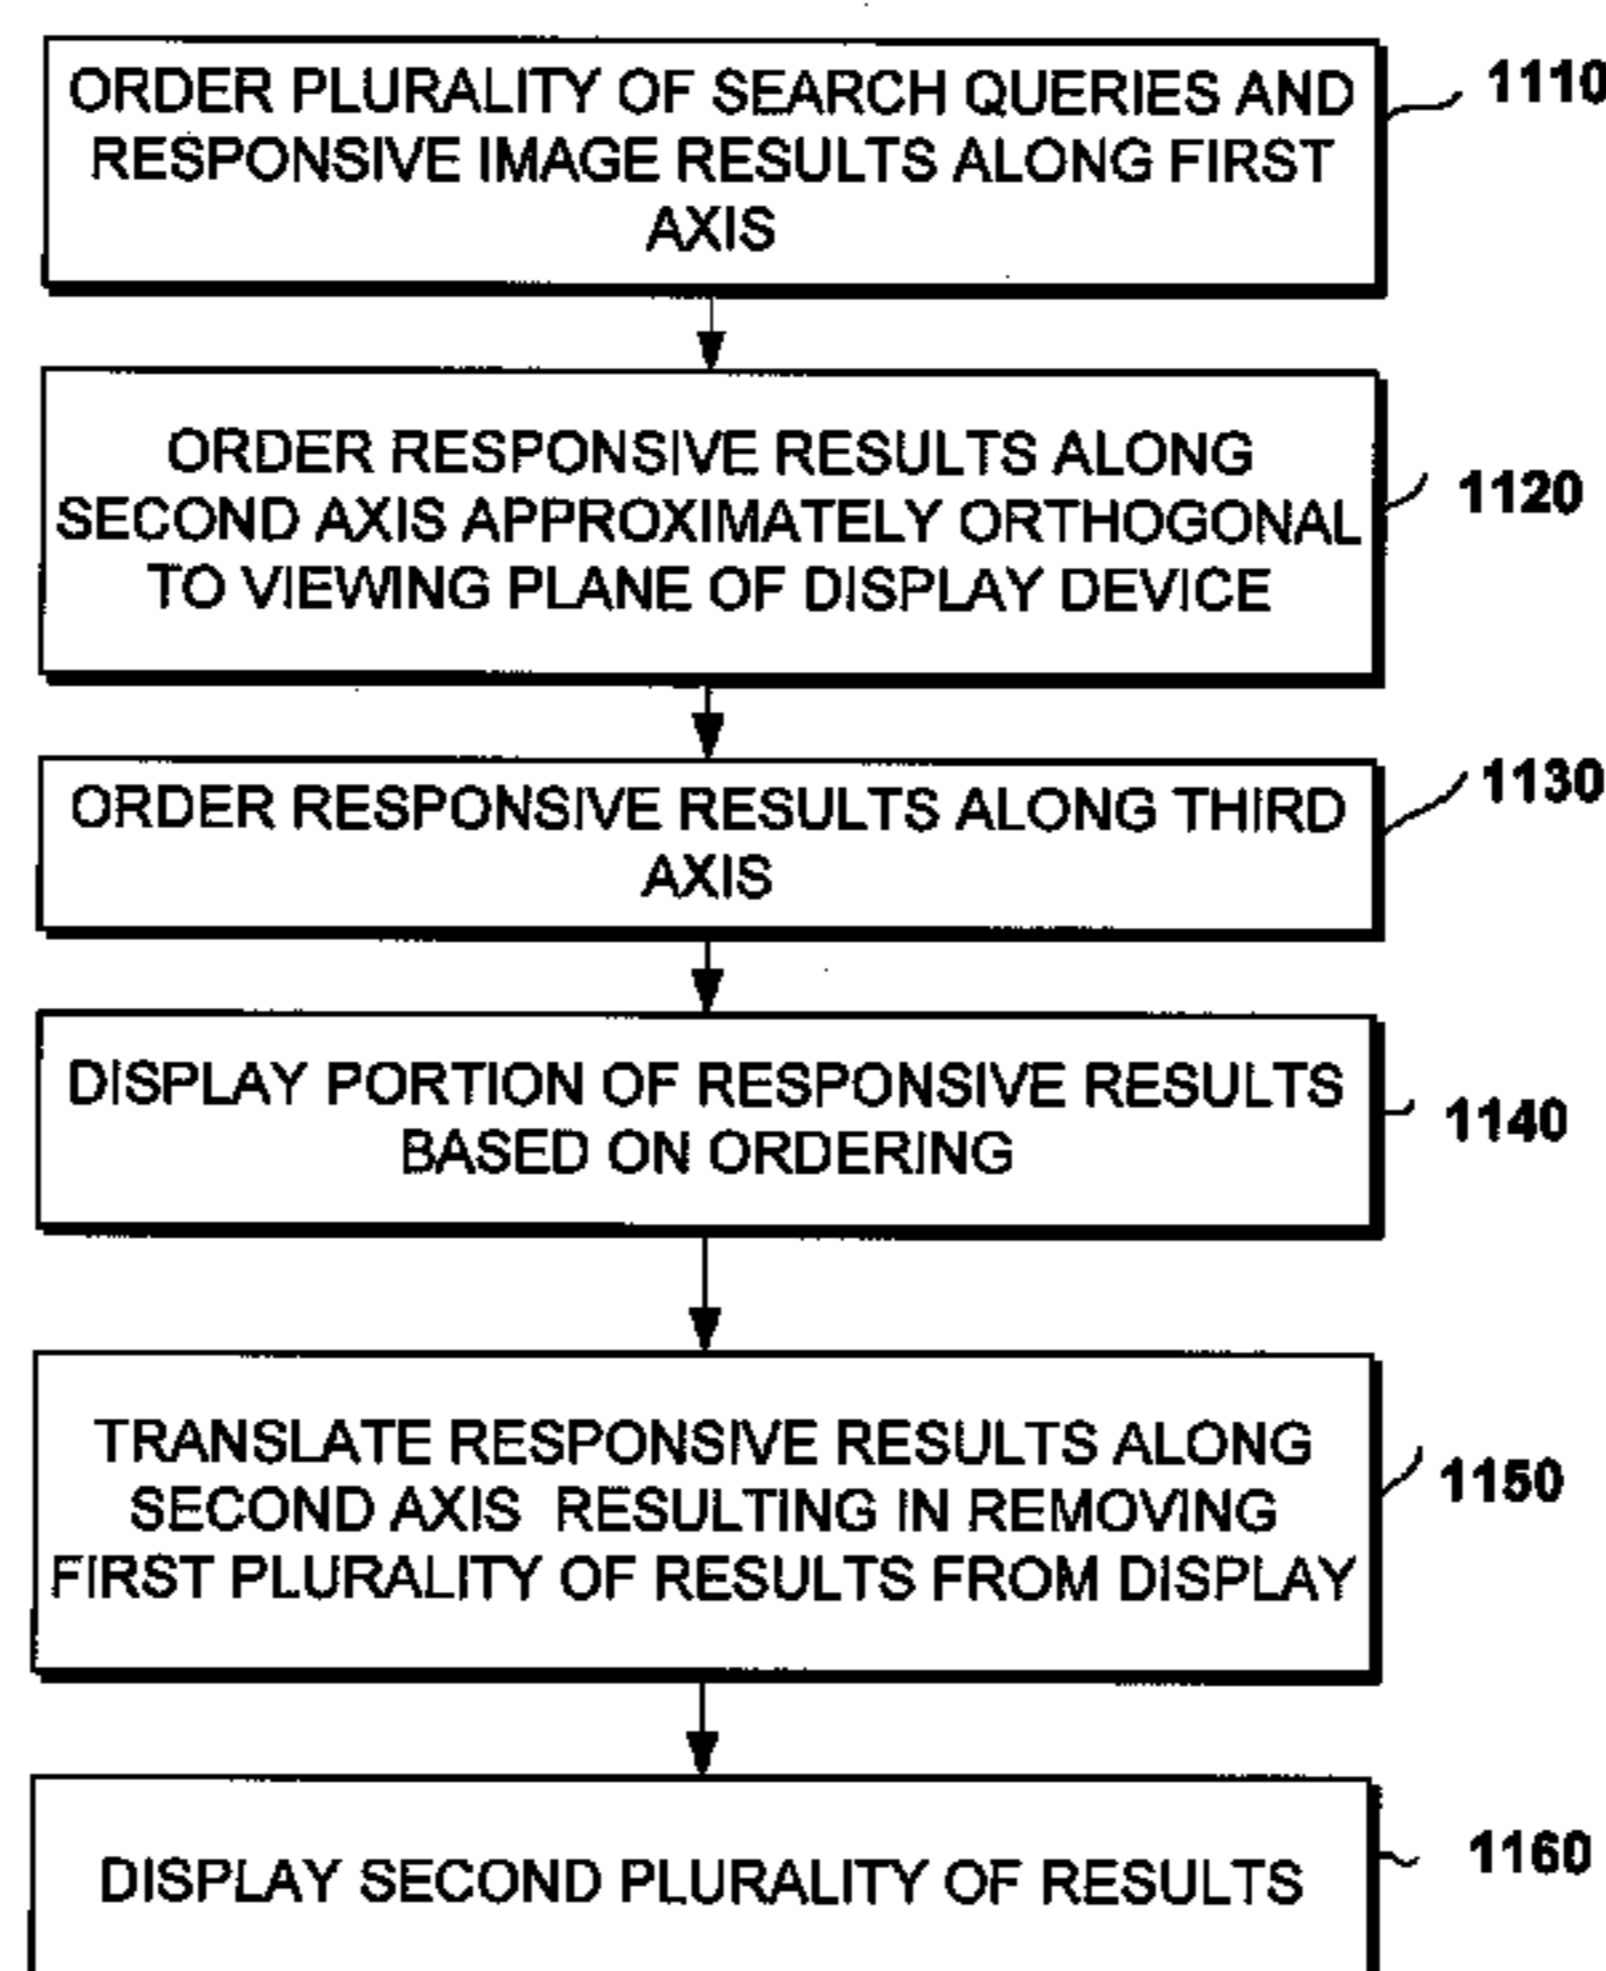 ORDER PLURALITY OF SEARCH QUERIES AND
RESPONSIVE IMAGE RESULTS ALONG FIRST
AXIS
1110
ORDER RESPONSIVE RESULTS ALONG
SECOND AXIS APPROXIMATELY ORTHOGONAL
TO VIEWING PLANE OF DISPLAY DEVICE
1120
ORDER RESPONSIVE RESULTS ALONG THIRD
AXIS
1130
DISPLAY PORTION OF RESPONSIVE RESULTS
BASED ON ORDERING
1140
TRANSLATE RESPONSIVE RESULTS ALONG
SECOND AXIS RESULTING IN REMOVING
FIRST PLURALITY OF RESULTS FROM DISPLAY
1150
DISPLAY SECOND PLURALITY OF RESULTS
1160